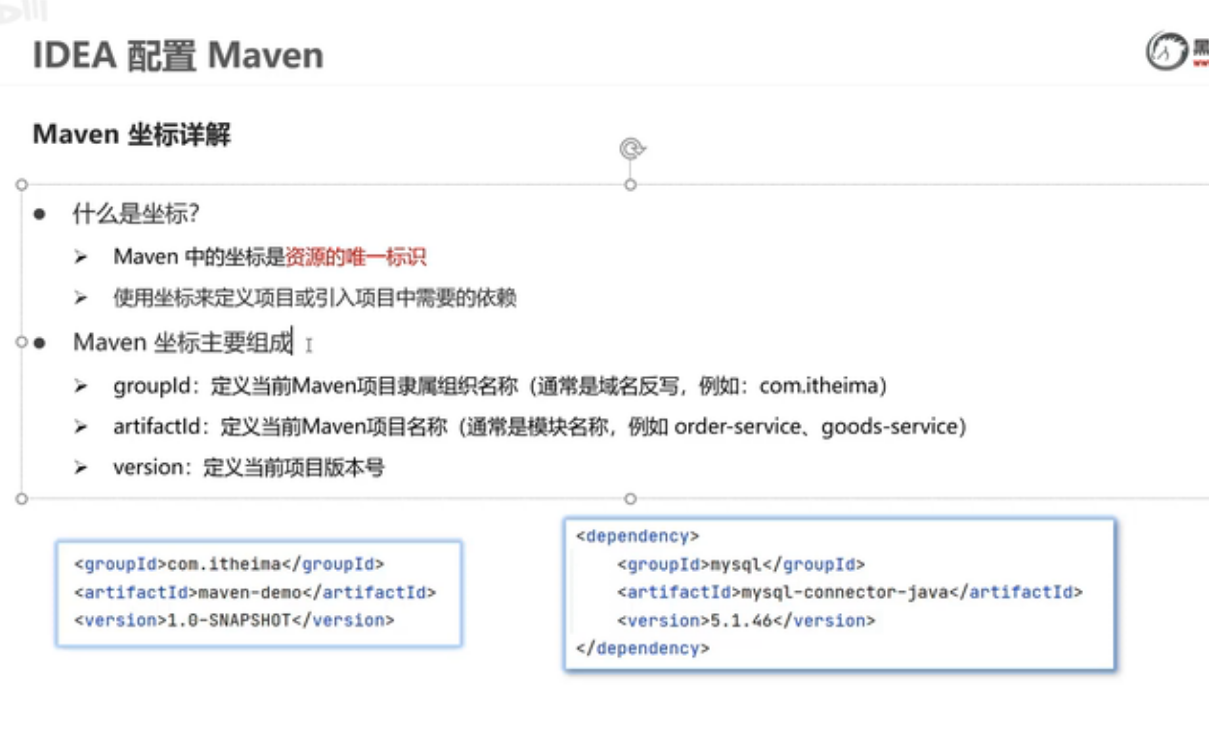 IDEA 配置 Maven
黑
Maven 坐标详解
什么是坐标?
Maven 中的坐标是资源的唯一标识
使用坐标来定义项目或引入项目中需要的依赖
Maven 坐标主要组成
groupId：定义当前Maven项目隶属组织名称（通常是域名反写，例如：com.itheima）
artifactId：定义当前Maven项目名称（通常是模块名称，例如 order-service、goods-service）
version：定义当前项目版本号
<groupId>com.itheima</groupId>
<artifactId>maven-demo</artifactId>
<version>1.0-SNAPSHOT</version>
<dependency>
<groupId>mysql</groupId>
<artifactId>mysql-connector-java</artifactId>
<version>5.1.46</version>
</dependency>